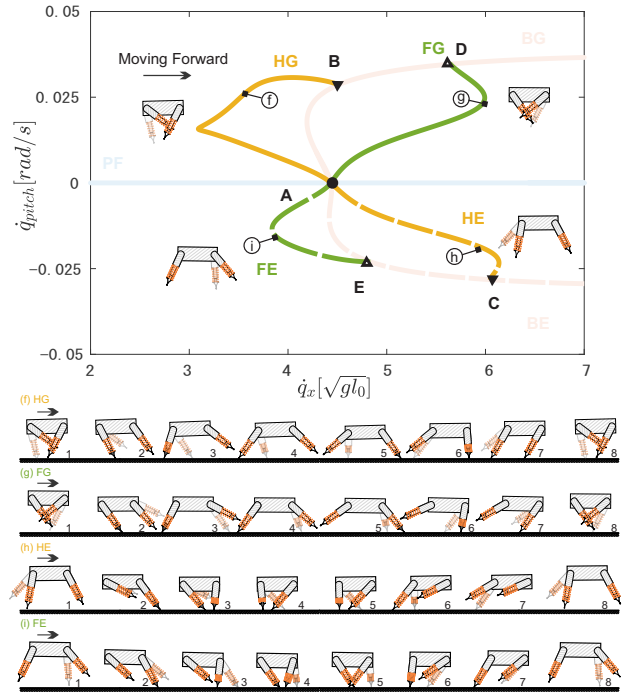 0.05
0.025
0
−0.025
−0.05
q̇pitch[rad/s]
Moving Forward
HG
B
FG
D
BG
f
g
PF
A
HE
i
FE
E
h
C
BE
2
3
4
5
6
7
q̇x[√gl0]
(f) HG
1 2 3 4 5 6 7 8
(g) FG
1 2 3 4 5 6 7 8
(h) HE
1 2 3 4 5 6 7 8
(i) FE
1 2 3 4 5 6 7 8